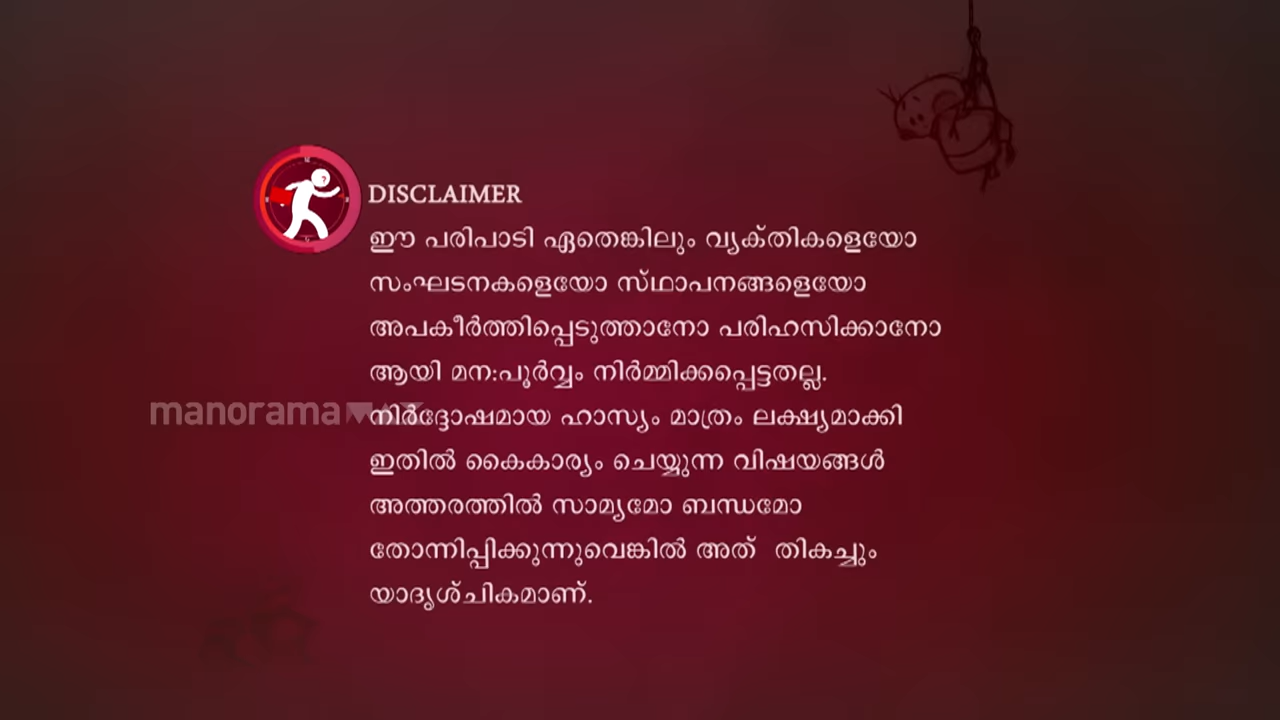 DISCLAIMER
ഈ പരിപാടി ഏതെങ്കിലും വ്യക്തികളെയോ
സംഘടനകളെയോ സ്ഥാപനങ്ങളെയോ
അപകീർത്തിപ്പെടുത്താനോ പരിഹസിക്കാനോ
ആയി മന:പൂർവ്വം നിർമ്മിക്കപ്പെട്ടതല്ല.
manorama MAX
നിർദ്ദോഷമായ ഹാസ്യം മാത്രം ലക്ഷ്യമാക്കി
ഇതിൽ കൈകാര്യം ചെയ്യുന്ന വിഷയങ്ങൾ
അത്തരത്തിൽ സാമ്യമോ ബന്ധമോ
തോന്നിപ്പിക്കുന്നുവെങ്കിൽ അത് തികച്ചും
യാദൃശ്ചികമാണ്.